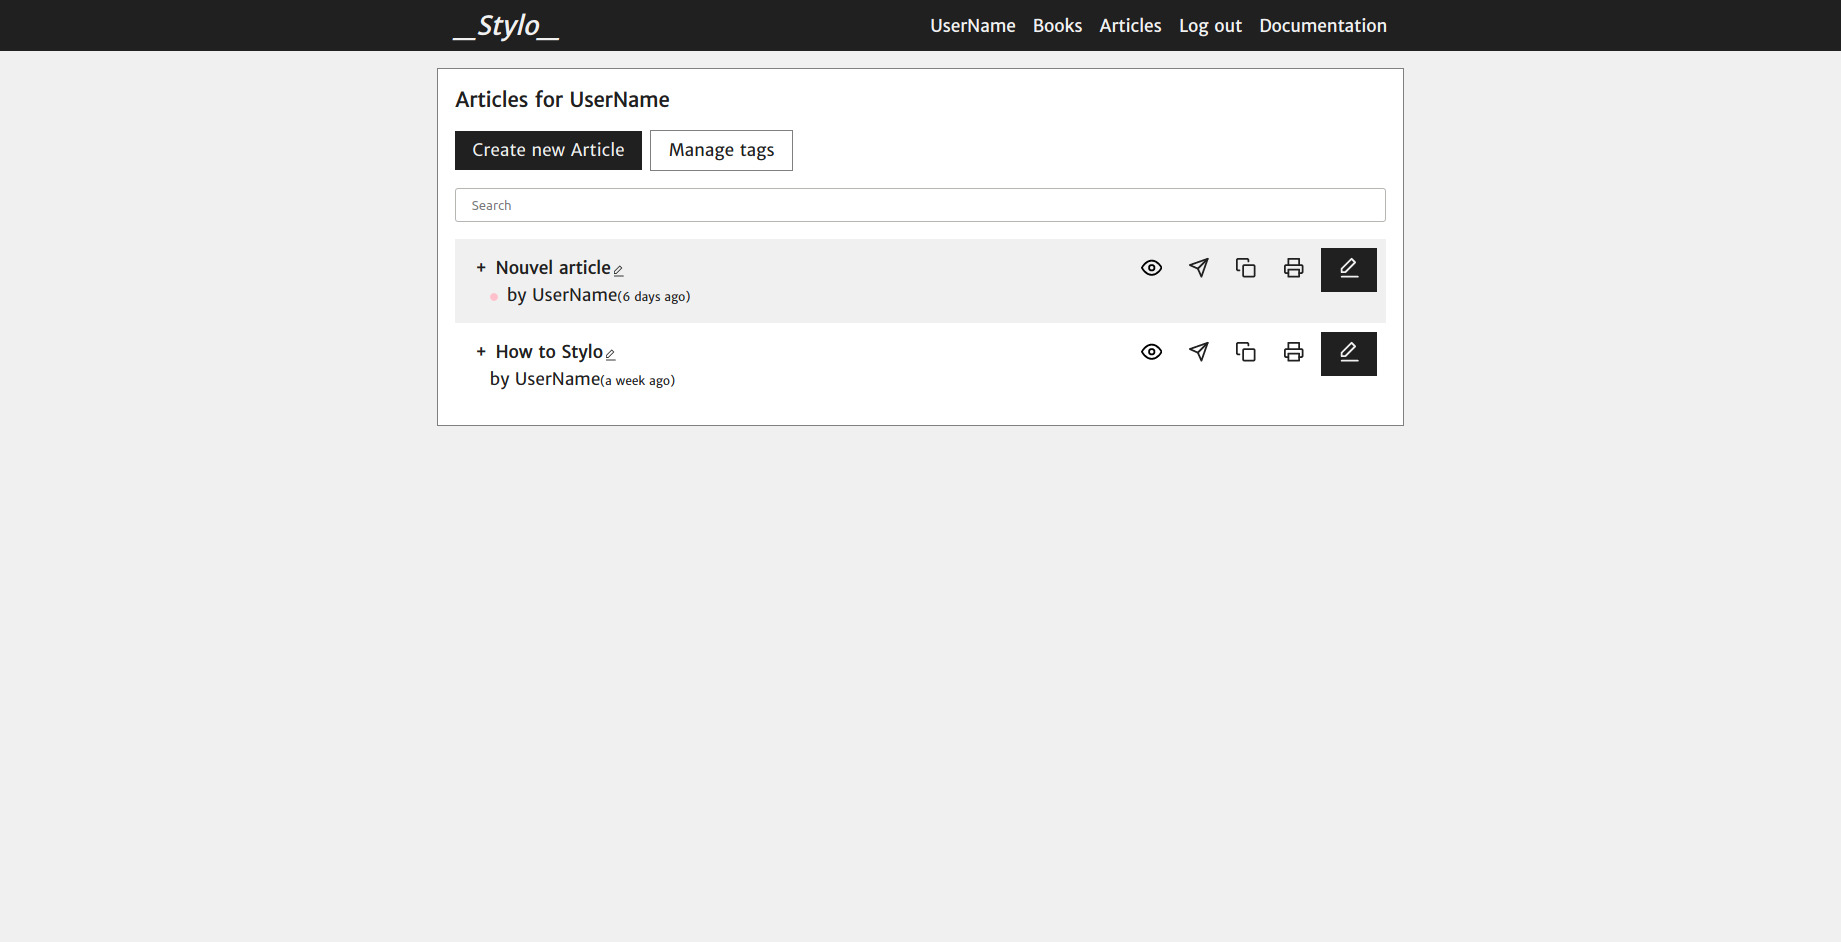 __Stylo__
UserName Books Articles Log out Documentation
Articles for UserName
Create new Article Manage tags
Search
+ Nouvel article
by UserName(6 days ago)
+ How to Stylo
by UserName(a week ago)